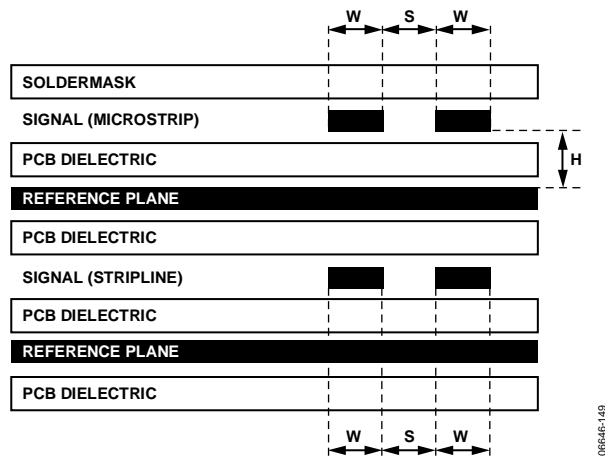 W S W
SOLDERMASK
SIGNAL (MICROSTRIP)
H
PCB DIELECTRIC
REFERENCE PLANE
PCB DIELECTRIC
SIGNAL (STRIPLINE)
PCB DIELECTRIC
REFERENCE PLANE
PCB DIELECTRIC
W S W
06646-149